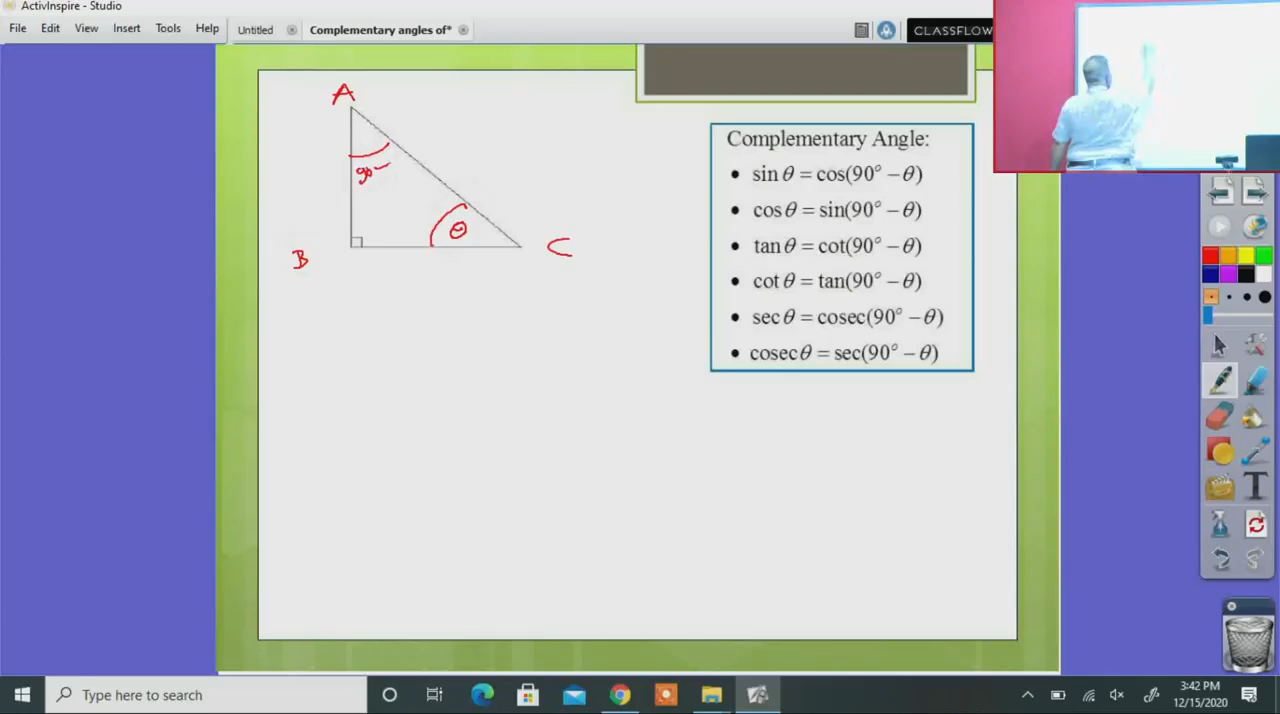 ActivInspire - Studio
File Edit View Insert Tools Help
Untitled
Complementary angles of*
CLASSFLOW
A
90-
θ
B
C
Complementary Angle:
• sin θ = cos(90° − θ)
• cos θ = sin(90° − θ)
• tan θ = cot(90° − θ)
• cot θ = tan(90° − θ)
• sec θ = cosec(90° − θ)
• cosec θ = sec(90° − θ)
T
Type here to search
3:42 PM
12/15/2020